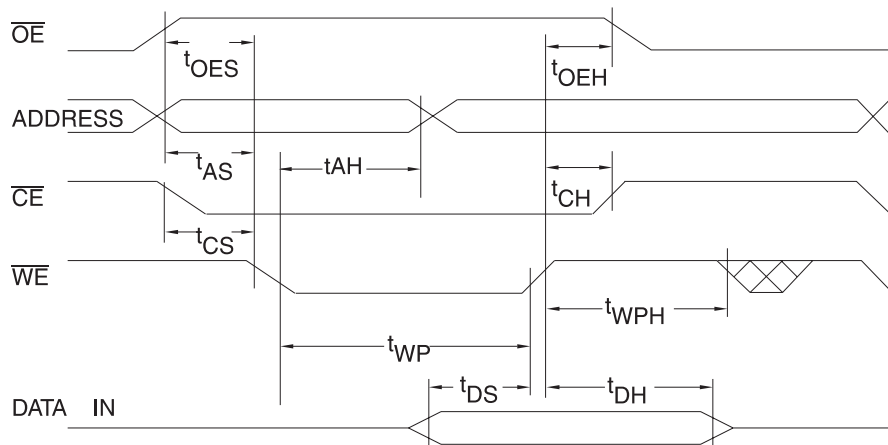 OE
tOES
tOEH
ADDRESS
tAS
tAH
tCH
CE
tCS
WE
tWPH
tWP
tDS
tDH
DATA IN